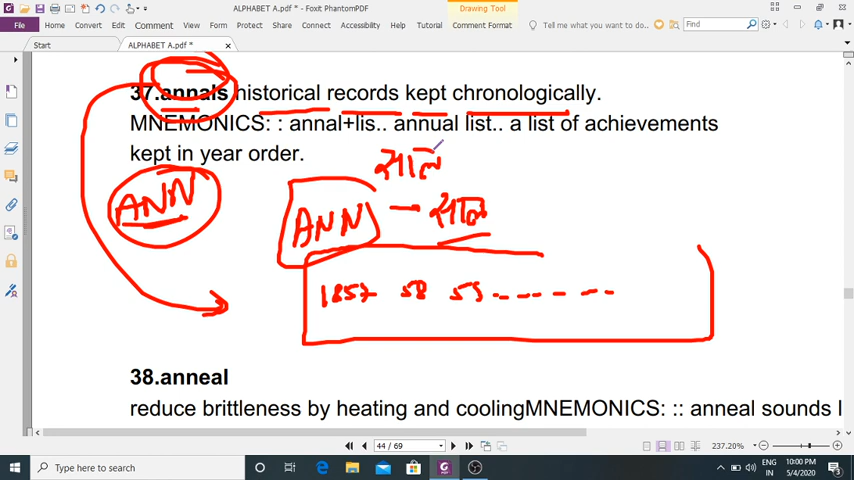 ALPHABET A.pdf * - Foxit PhantomPDF
Drawing Tool
File Home Edit Comment View Organize Convert Protect Share Connect Accessibility Help Tutorial Comment Format Tell me what you want to do... Find
Start ALPHABET A.pdf *
37.annals historical records kept chronologically.
MNEMONICS: : annal+lis.. annual list.. a list of achievements
kept in year order.
ANN
ANN —
1857 58 59 - - - - - -
38.anneal
reduce brittleness by heating and coolingMNEMONICS: :: anneal sounds l
44 / 69 237.20%
Type here to search ENG 10:00 PM
IN 5/4/2020